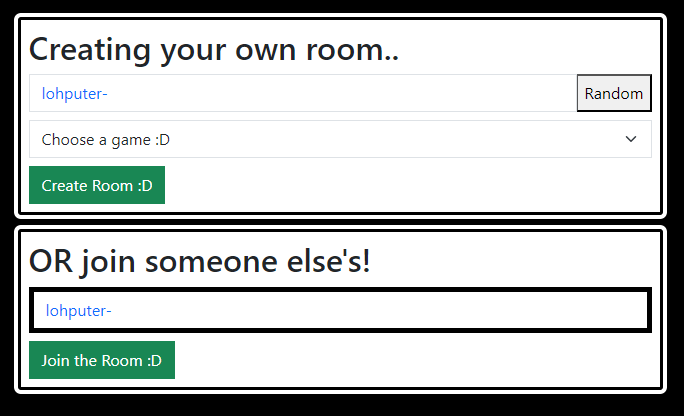 Creating your own room..
lohputer- Random
Choose a game :D
Create Room :D
OR join someone else's!
lohputer-
Join the Room :D